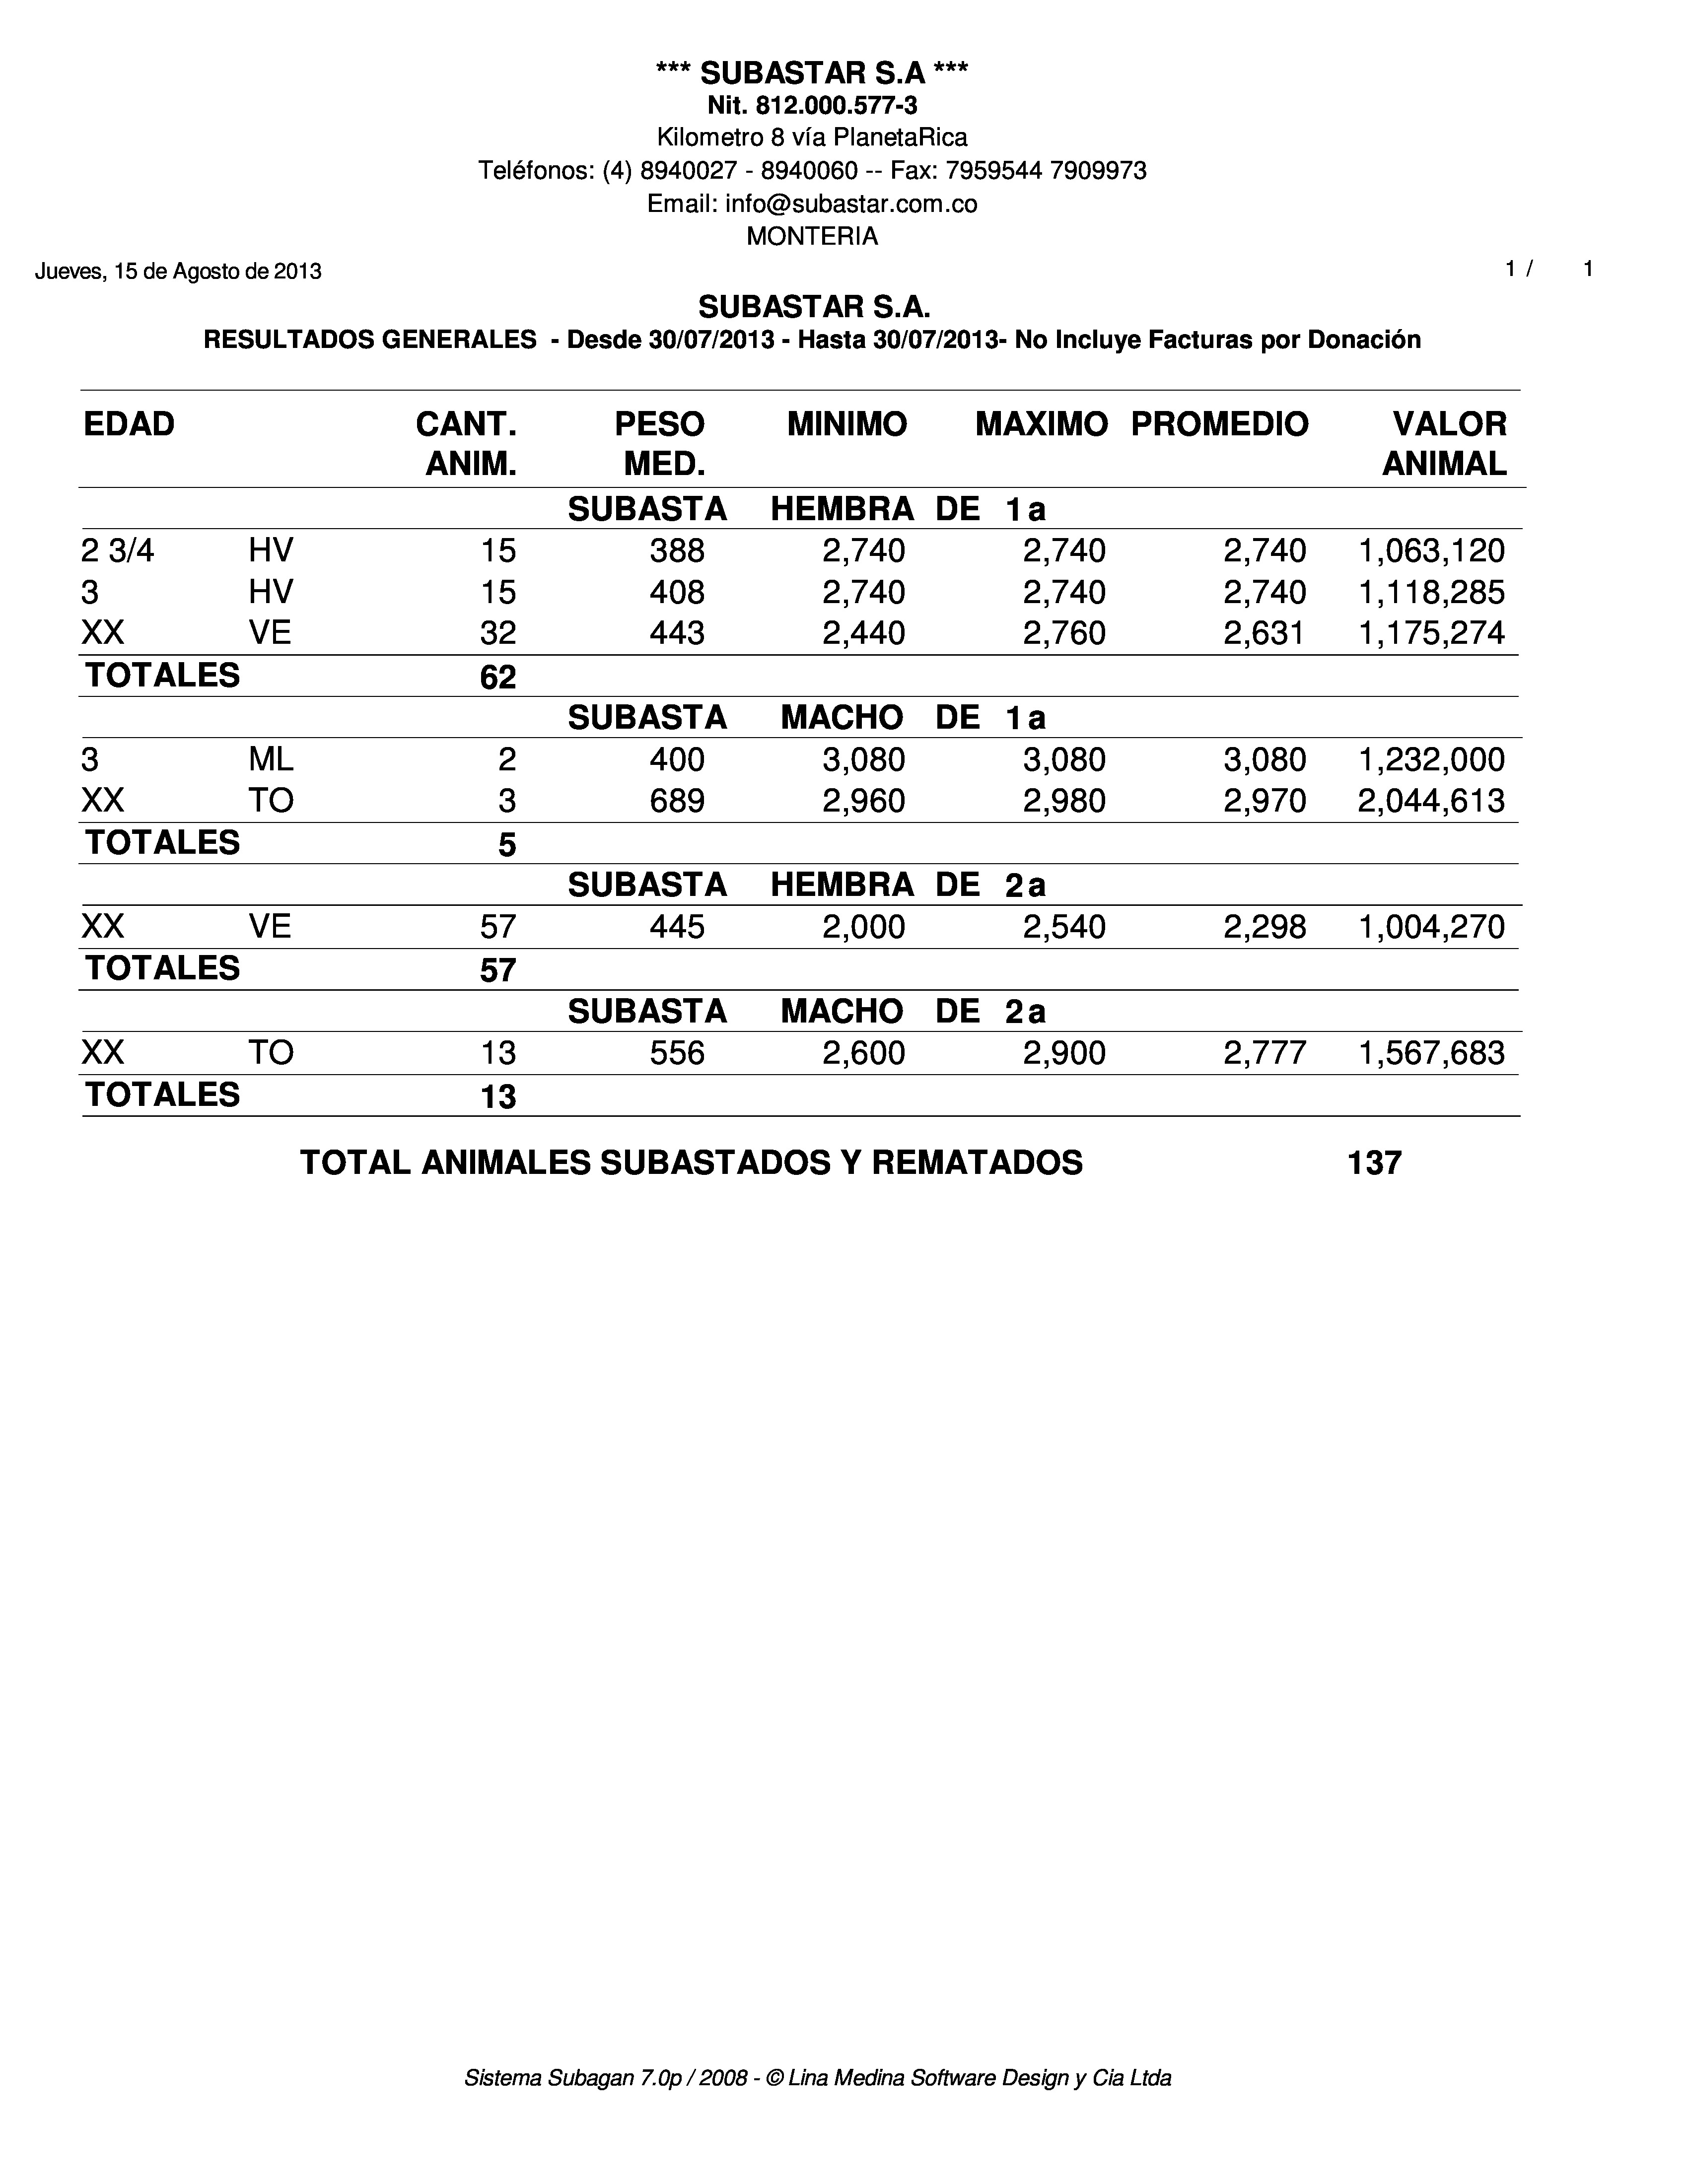 *** SUBASTAR S.A ***
Nit. 812.000.577-3
Kilometro 8 vía PlanetaRica
Teléfonos: (4) 8940027 - 8940060 -- Fax: 7959544 7909973
Email: info@subastar.com.co
MONTERIA
Jueves, 15 de Agosto de 2013 1 / 1
SUBASTAR S.A.
RESULTADOS GENERALES - Desde 30/07/2013 - Hasta 30/07/2013- No Incluye Facturas por Donación
EDAD CANT. PESO MINIMO MAXIMO PROMEDIO VALOR
ANIM. MED. ANIMAL
SUBASTA HEMBRA DE 1a
2 3/4 HV 15 388 2,740 2,740 2,740 1,063,120
3 HV 15 408 2,740 2,740 2,740 1,118,285
XX VE 32 443 2,440 2,760 2,631 1,175,274
TOTALES 62
SUBASTA MACHO DE 1a
3 ML 2 400 3,080 3,080 3,080 1,232,000
XX TO 3 689 2,960 2,980 2,970 2,044,613
TOTALES 5
SUBASTA HEMBRA DE 2a
XX VE 57 445 2,000 2,540 2,298 1,004,270
TOTALES 57
SUBASTA MACHO DE 2a
XX TO 13 556 2,600 2,900 2,777 1,567,683
TOTALES 13
TOTAL ANIMALES SUBASTADOS Y REMATADOS 137
Sistema Subagan 7.0p / 2008 - © Lina Medina Software Design y Cia Ltda